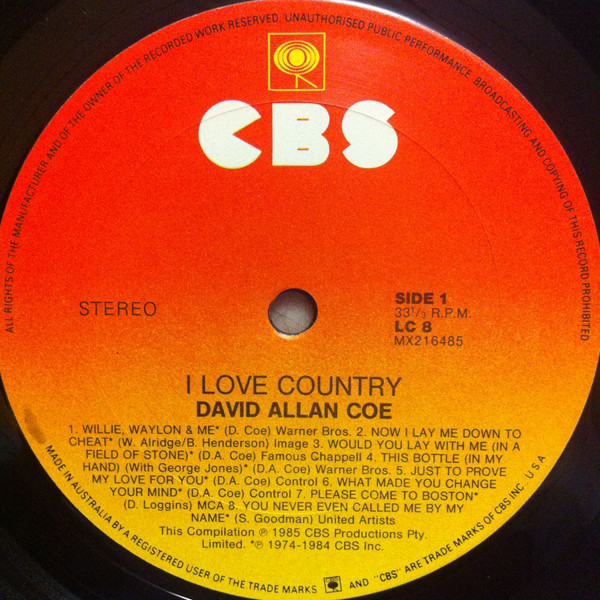 ALL RIGHTS OF THE MANUFACTURER AND OF THE OWNER OF THE RECORDED WORK RESERVED. UNAUTHORISED PUBLIC PERFORMANCE, BROADCASTING AND COPYING OF THIS RECORD PROHIBITED
CBS
STEREO
SIDE 1
33⅓ R.P.M.
LC 8
MX216485
I LOVE COUNTRY
DAVID ALLAN COE
1. WILLIE, WAYLON & ME* (D. Coe) Warner Bros. 2. NOW I LAY ME DOWN TO
CHEAT* (W. Alridge/B. Henderson) Image 3. WOULD YOU LAY WITH ME (IN A
FIELD OF STONE)* (D.A. Coe) Famous Chappell 4. THIS BOTTLE (IN MY
HAND) (With George Jones)* (D.A. Coe) Warner Bros. 5. JUST TO PROVE
MY LOVE FOR YOU* (D.A. Coe) Control 6. WHAT MADE YOU CHANGE
YOUR MIND* (D.A. Coe) Control 7. PLEASE COME TO BOSTON*
(D. Loggins) MCA 8. YOU NEVER EVEN CALLED ME BY MY
NAME* (S. Goodman) United Artists
This Compilation ℗ 1985 CBS Productions Pty.
Limited. *℗ 1974-1984 CBS Inc.
MADE IN AUSTRALIA BY A REGISTERED USER OF THE TRADE MARKS AND "CBS" ARE TRADE MARKS OF CBS INC. U.S.A.